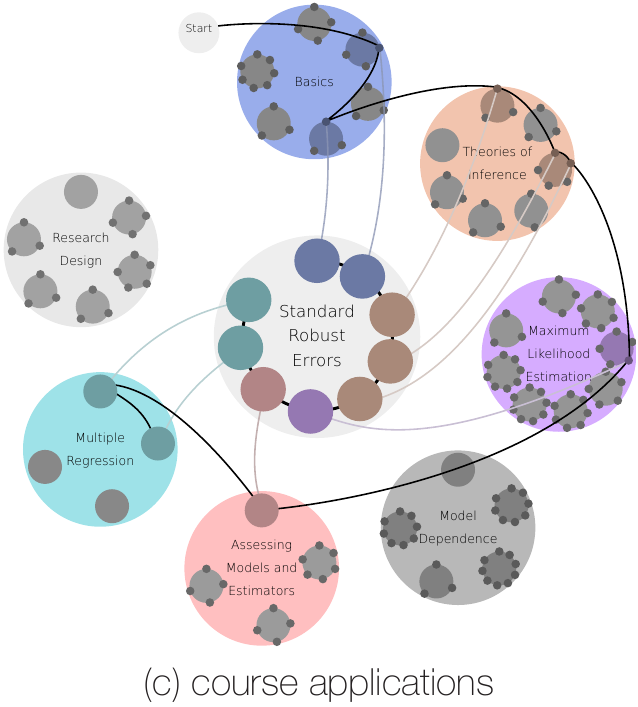 Start
Basics
Theories of
Inference
Research
Design
Standard
Robust
Errors
Maximum
Likelihood
Estimation
Multiple
Regression
Model
Dependence
Assessing
Models and
Estimators
(c) course applications